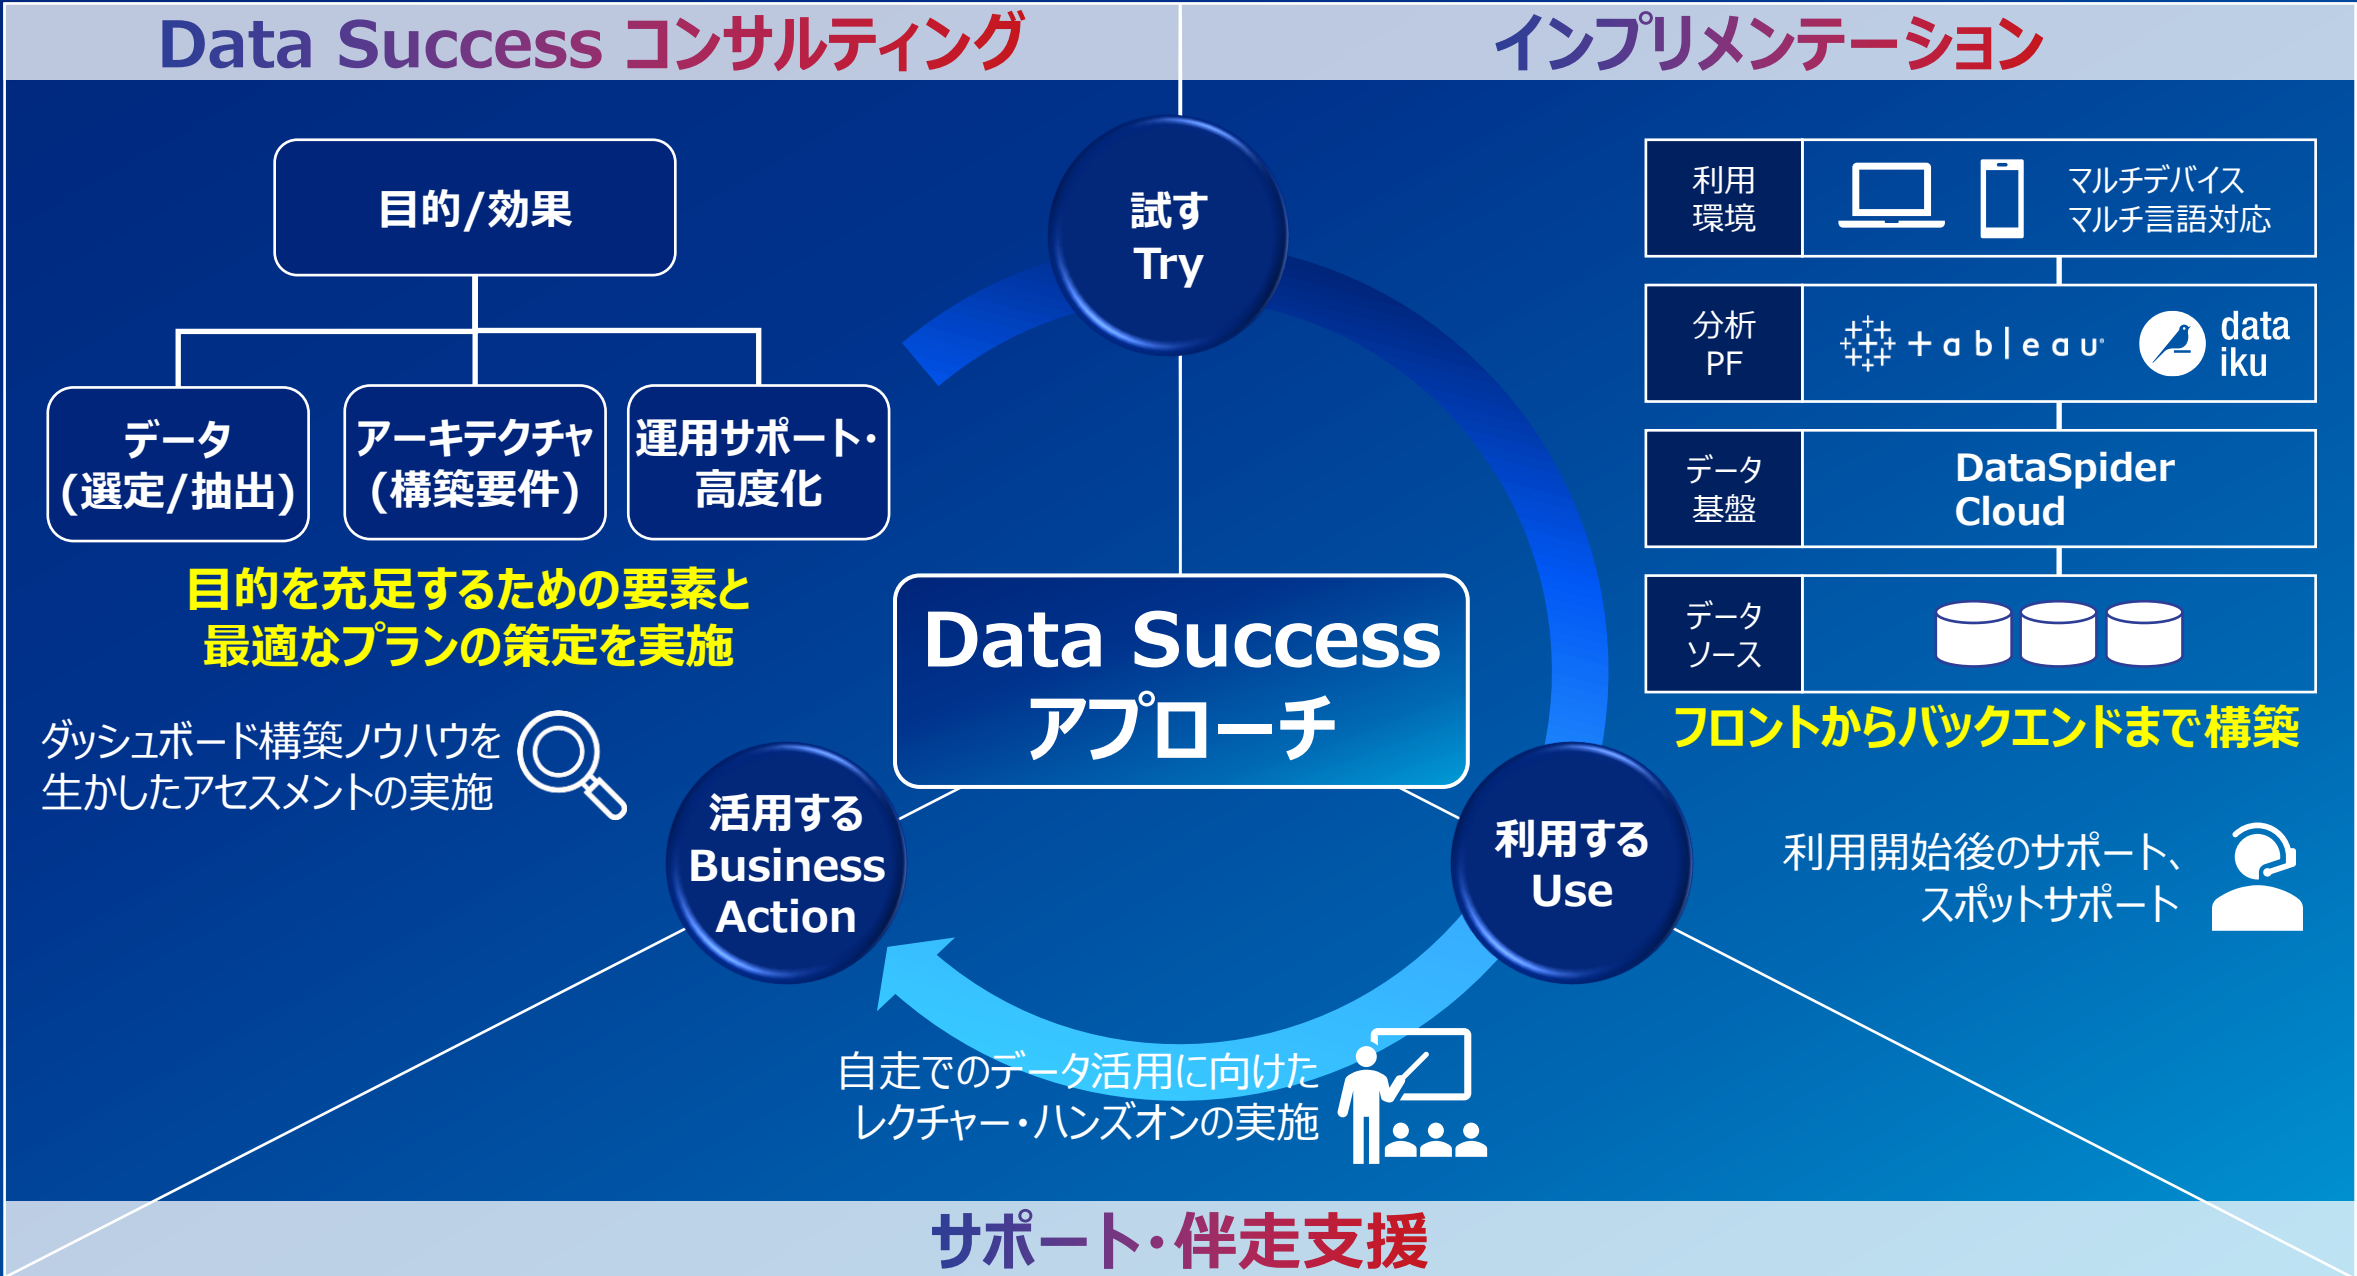 Data Success コンサルティング
インプリメンテーション
目的/効果
データ
(選定/抽出)
アーキテクチャ
(構築要件)
運用サポート・
高度化
目的を充足するための要素と
最適なプランの策定を実施
ダッシュボード構築ノウハウを
生かしたアセスメントの実施
試す
Try
Data Success
アプローチ
活用する
Business
Action
利用する
Use
利用
環境
マルチデバイス
マルチ言語対応
分析
PF
+ableau
data
iku
データ
基盤
DataSpider
Cloud
データ
ソース
フロントからバックエンドまで構築
利用開始後のサポート、
スポットサポート
自走でのデータ活用に向けた
レクチャー・ハンズオンの実施
サポート・伴走支援